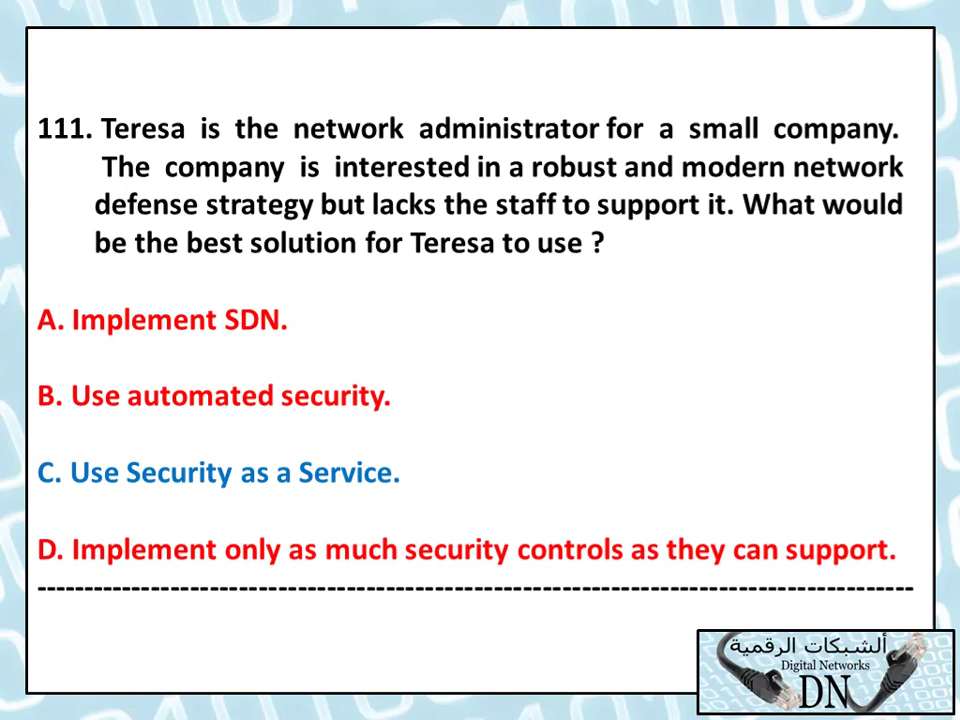 111. Teresa is the network administrator for a small company.
The company is interested in a robust and modern network
defense strategy but lacks the staff to support it. What would
be the best solution for Teresa to use ?
A. Implement SDN.
B. Use automated security.
C. Use Security as a Service.
D. Implement only as much security controls as they can support.
--------------------------------------------------------------------------------------------
ألشبكات الرقمية
Digital Networks
DN